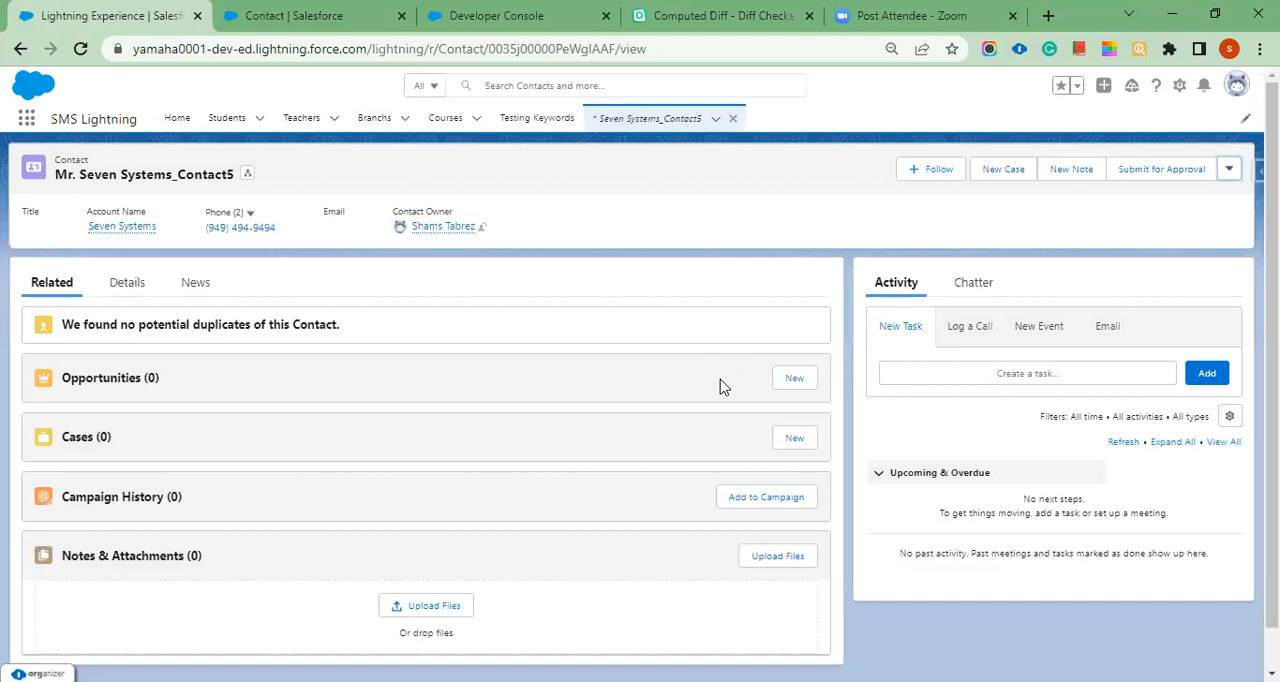 Lightning Experience | Salesf
Contact | Salesforce
Developer Console
Computed Diff - Diff Checke
Post Attendee - Zoom
yamaha0001-dev-ed.lightning.force.com/lightning/r/Contact/0035j00000PeWgIAAF/view
S
All
Search Contacts and more...
SMS Lightning
Home
Students
Teachers
Branches
Courses
Testing Keywords
* Seven Systems_Contact5
Contact
Mr. Seven Systems_Contact5
+ Follow
New Case
New Note
Submit for Approval
Title
Account Name
Phone (2)
Email
Contact Owner
Seven Systems
(949) 494-9494
Shams Tabrez
Related
Details
News
Activity
Chatter
We found no potential duplicates of this Contact.
New Task
Log a Call
New Event
Email
Opportunities (0)
New
Create a task...
Add
Filters: All time • All activities • All types
Cases (0)
New
Refresh • Expand All • View All
Upcoming & Overdue
Campaign History (0)
Add to Campaign
No next steps.
To get things moving, add a task or set up a meeting.
Notes & Attachments (0)
Upload Files
No past activity. Past meetings and tasks marked as done show up here.
Upload Files
Or drop files
organizer